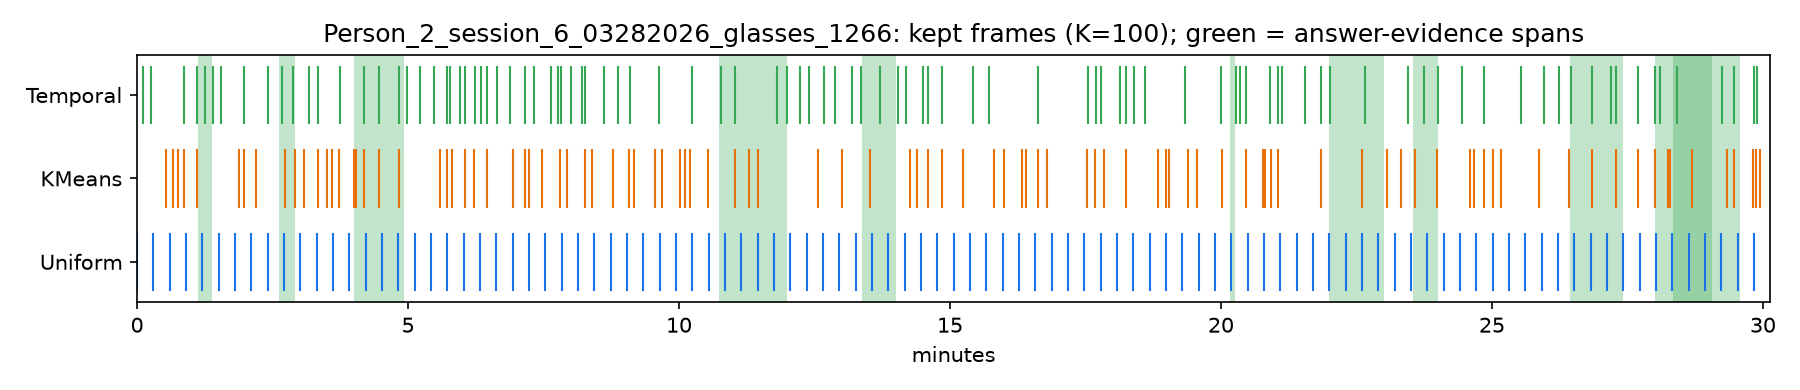 Person_2_session_6_03282026_glasses_1266: kept frames (K=100); green = answer-evidence spans
Temporal
KMeans
Uniform
0 5 10 15 20 25 30
minutes